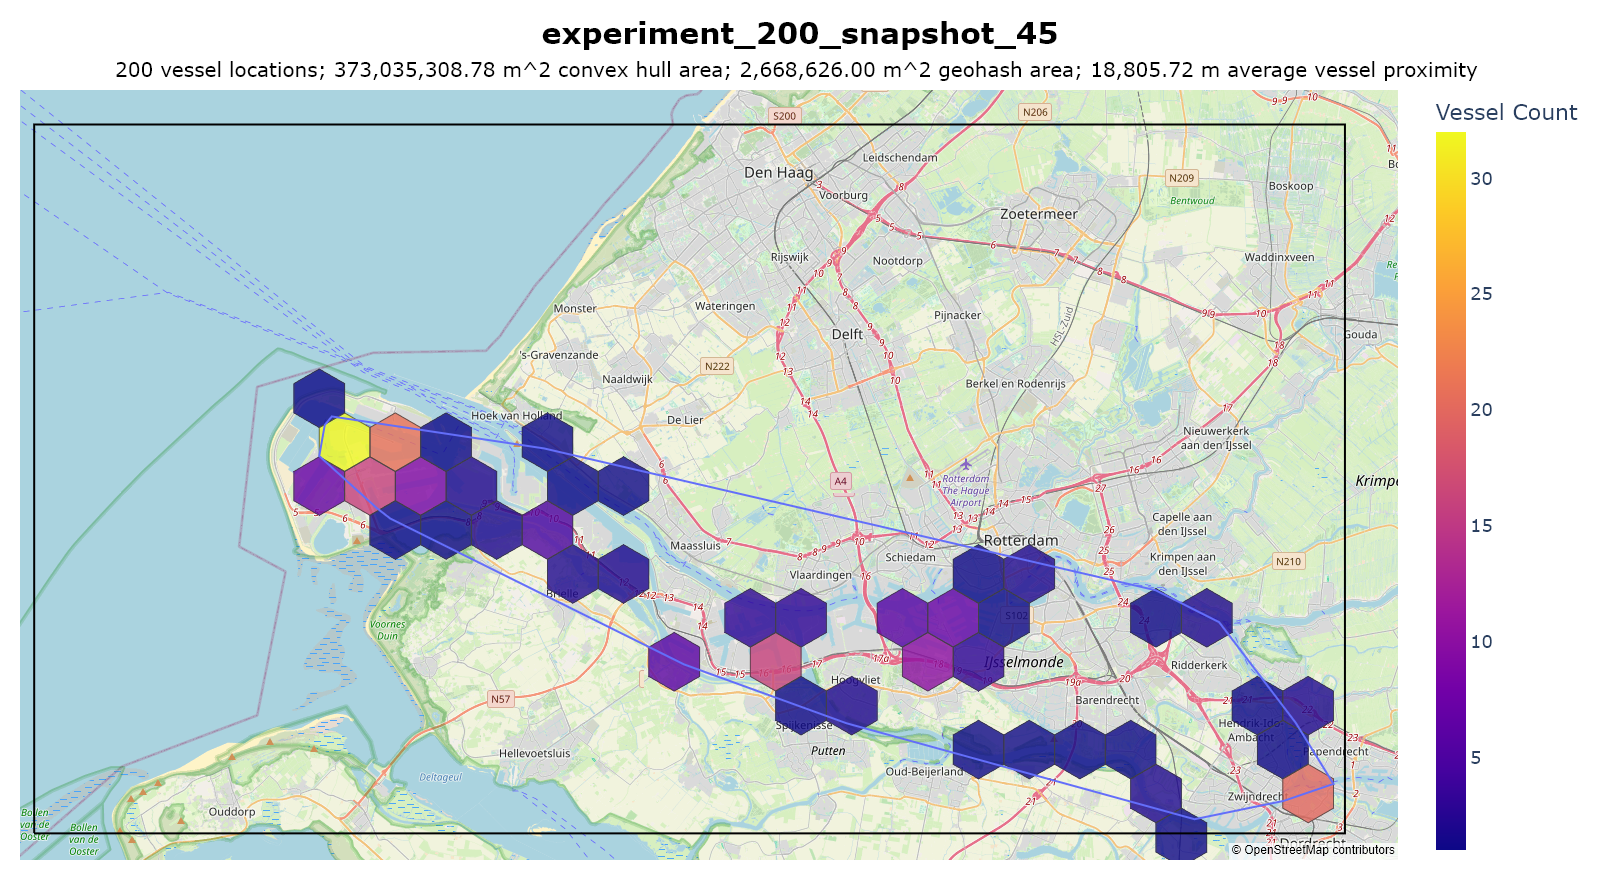 experiment_200_snapshot_45
200 vessel locations; 373,035,308.78 m^2 convex hull area; 2,668,626.00 m^2 geohash area; 18,805.72 m average vessel proximity
Vessel Count
30
25
20
15
10
5
S200
N206
Leidschendam
Den Haag
Voorburg
N209
Boskoop
Bentwoud
Zoetermeer
Rijswijk
Nootdorp
Waddinxveen
Monster
Wateringen
Pijnacker
HSL-Zuid
Delft
Gouda
's-Gravenzande
N222
Naaldwijk
Berkel en Rodenrijs
Hoek van Holland
De Lier
Nieuwerkerk
aan den IJssel
A4
Rotterdam
The Hague
Airport
Krimpe
Capelle aan
den IJssel
Maassluis
Rotterdam
Schiedam
Krimpen aan
den IJssel
N210
Vlaardingen
Brielle
S102
Voornes
Duin
IJsselmonde
Ridderkerk
Hoogvliet
N57
Barendrecht
Spijkenisse
Hendrik-Ido-
Ambacht
Putten
Papendrecht
Hellevoetsluis
Oud-Beijerland
Deltageul
Zwijndrecht
Ouddorp
Bollen
van de
Ooster
Bollen
van de
Ooster
Dordrecht
© OpenStreetMap contributors